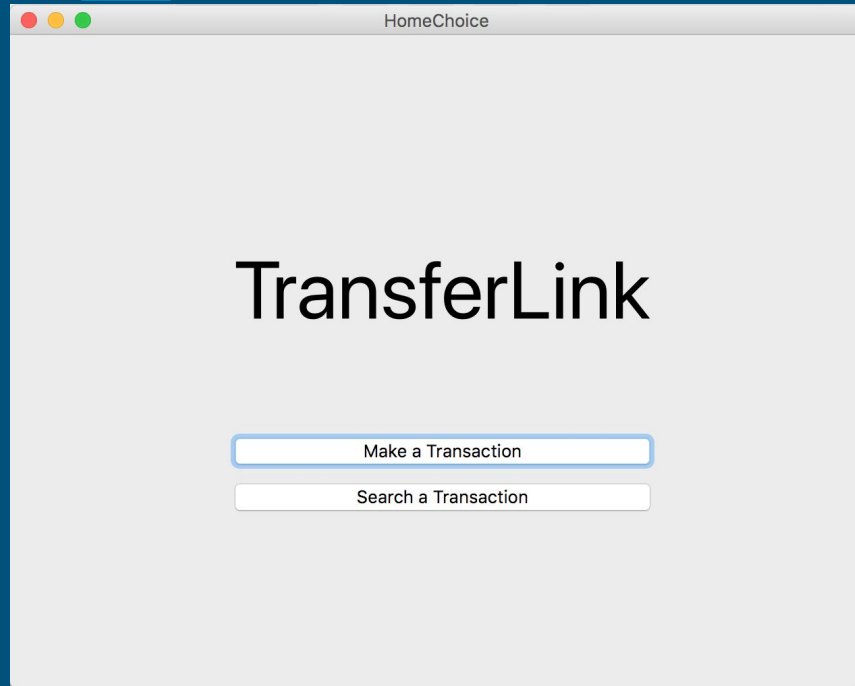 HomeChoice
TransferLink
Make a Transaction
Search a Transaction